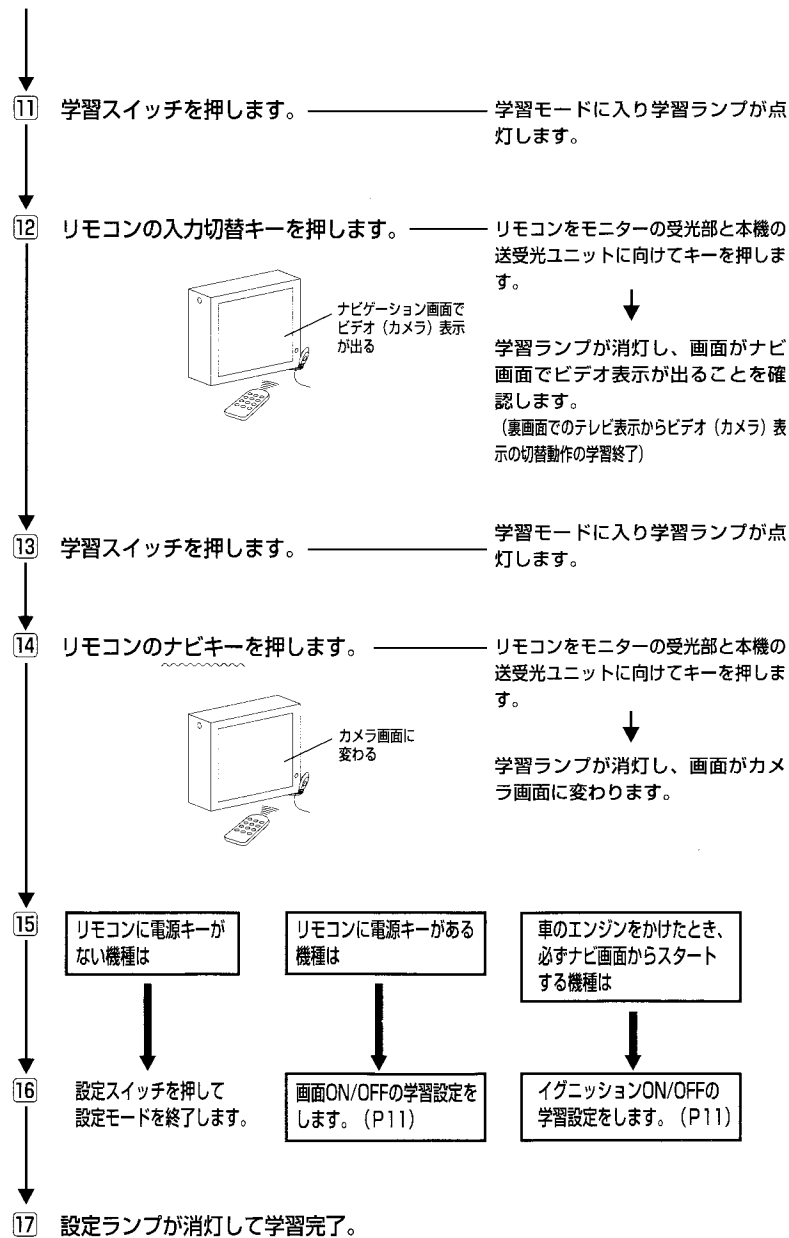 11 学習スイッチを押します。
学習モードに入り学習ランプが点
灯します。
12 リモコンの入力切替キーを押します。
リモコンをモニターの受光部と本機の
送受光ユニットに向けてキーを押しま
す。
ナビゲーション画面で
ビデオ（カメラ）表示
が出る
学習ランプが消灯し、画面がナビ
画面でビデオ表示が出ることを確
認します。
（裏画面でのテレビ表示からビデオ（カメラ）表
示の切替動作の学習終了）
13 学習スイッチを押します。
学習モードに入り学習ランプが点
灯します。
14 リモコンのナビキーを押します。
リモコンをモニターの受光部と本機の
送受光ユニットに向けてキーを押しま
す。
カメラ画面に
変わる
学習ランプが消灯し、画面がカメ
ラ画面に変わります。
15
リモコンに電源キーが
ない機種は
リモコンに電源キーがある
機種は
車のエンジンをかけたとき、
必ずナビ画面からスタート
する機種は
16
設定スイッチを押して
設定モードを終了します。
画面ON/OFFの学習設定を
します。（P11）
イグニッションON/OFFの
学習設定をします。（P11）
17 設定ランプが消灯して学習完了。